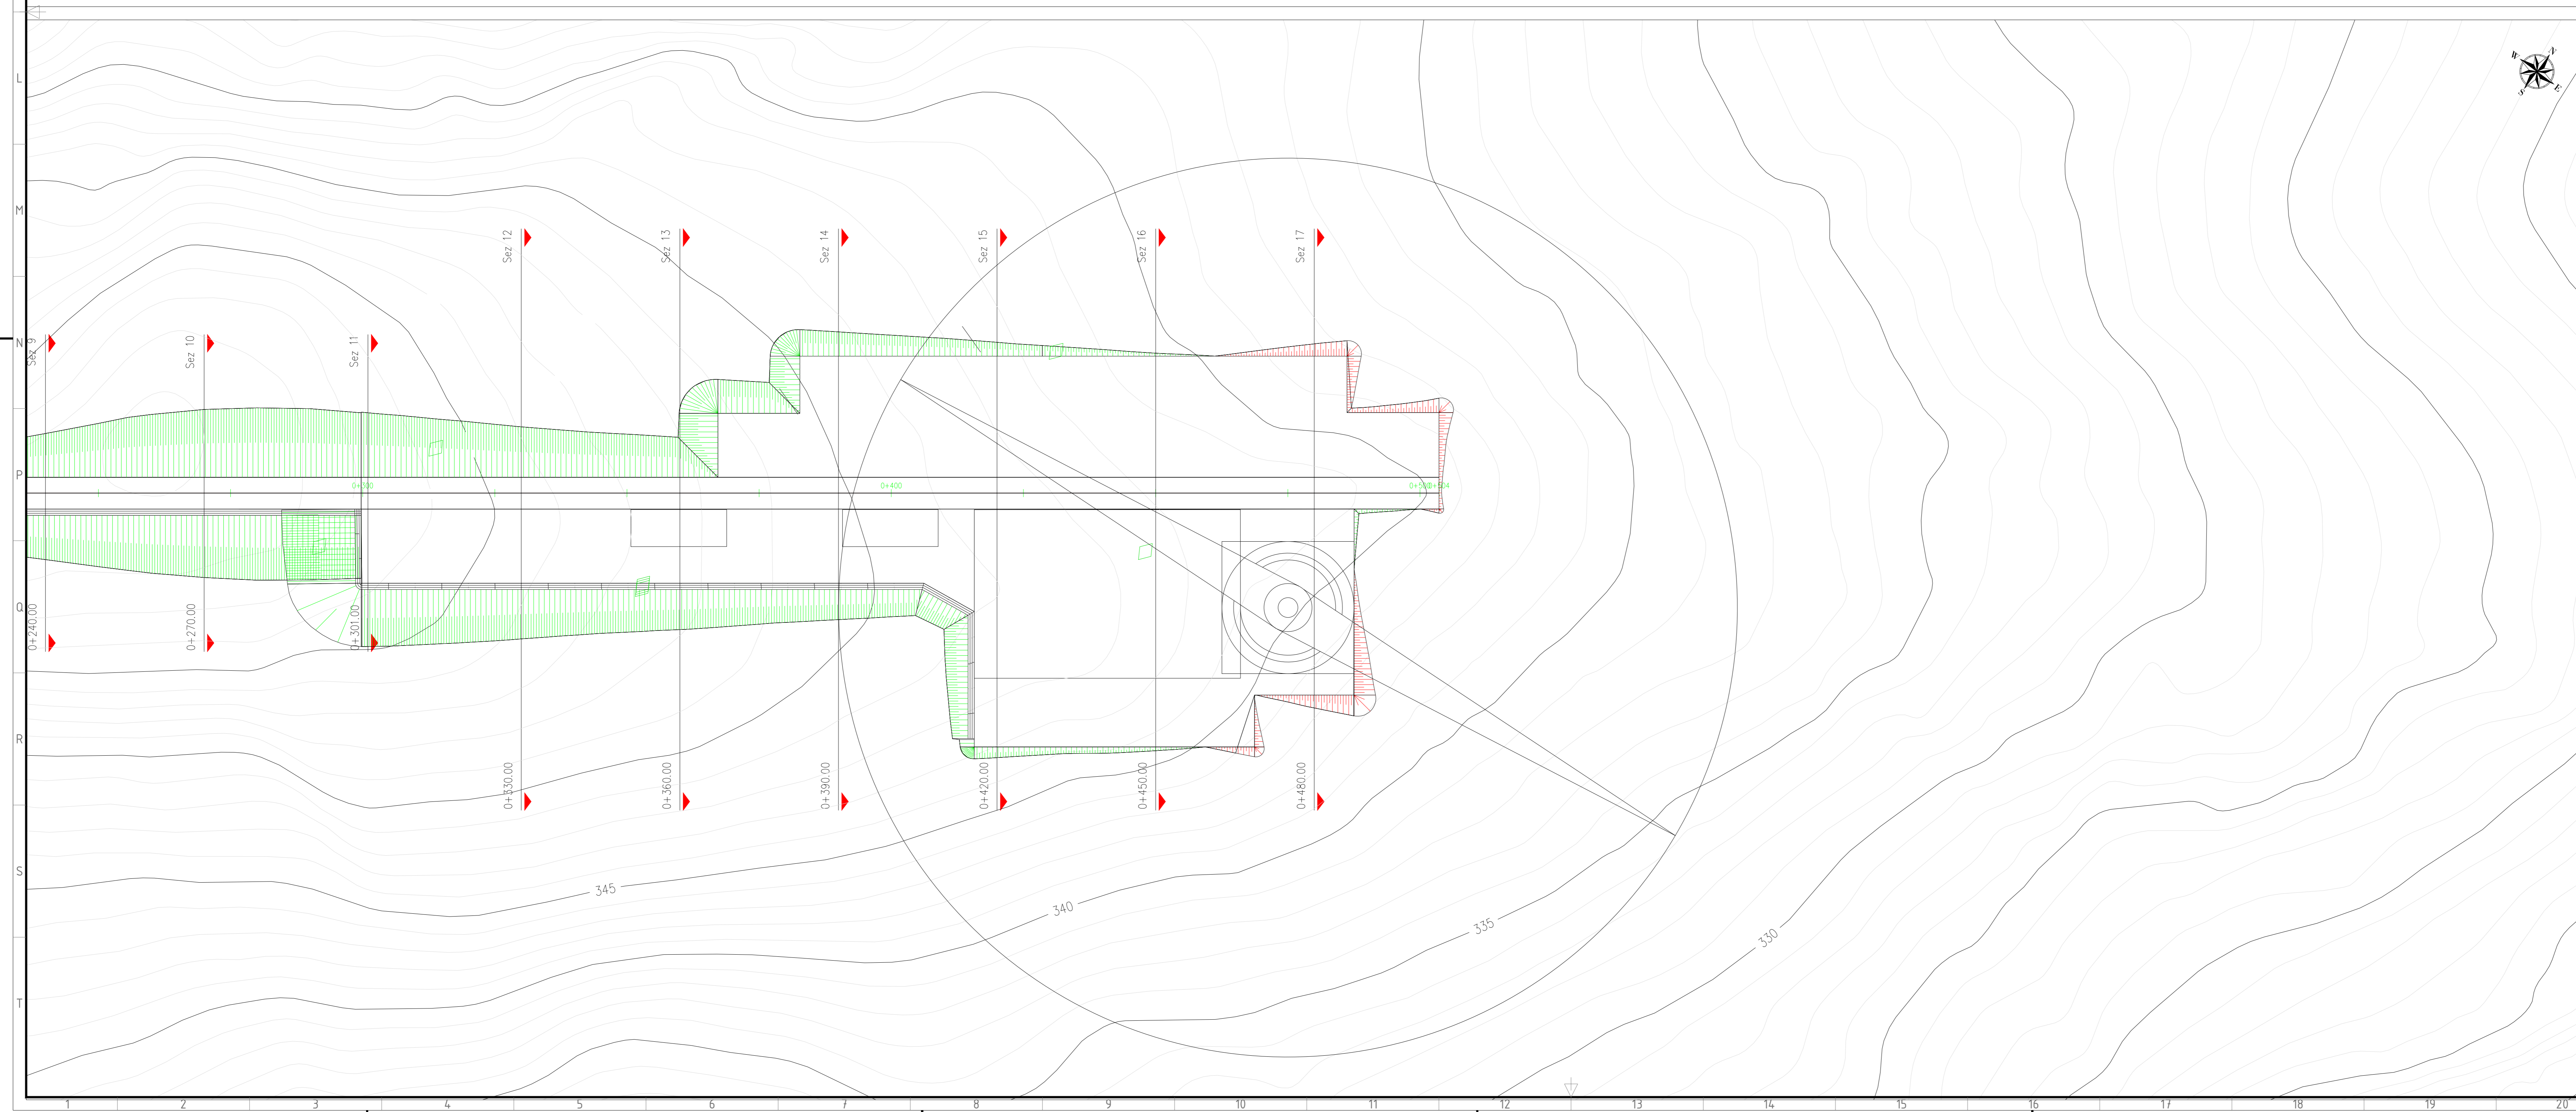 N
W
E
S
L
M
N
P
Q
R
S
T
Sez 9
Sez 10
Sez 11
Sez 12
Sez 13
Sez 14
Sez 15
Sez 16
Sez 17
0+300
0+400
0+504
0+240.00
0+270.00
0+301.00
0+330.00
0+360.00
0+390.00
0+420.00
0+450.00
0+480.00
345
340
335
330
1 2 3 4 5 6 7 8 9 10 11 12 13 14 15 16 17 18 19 20